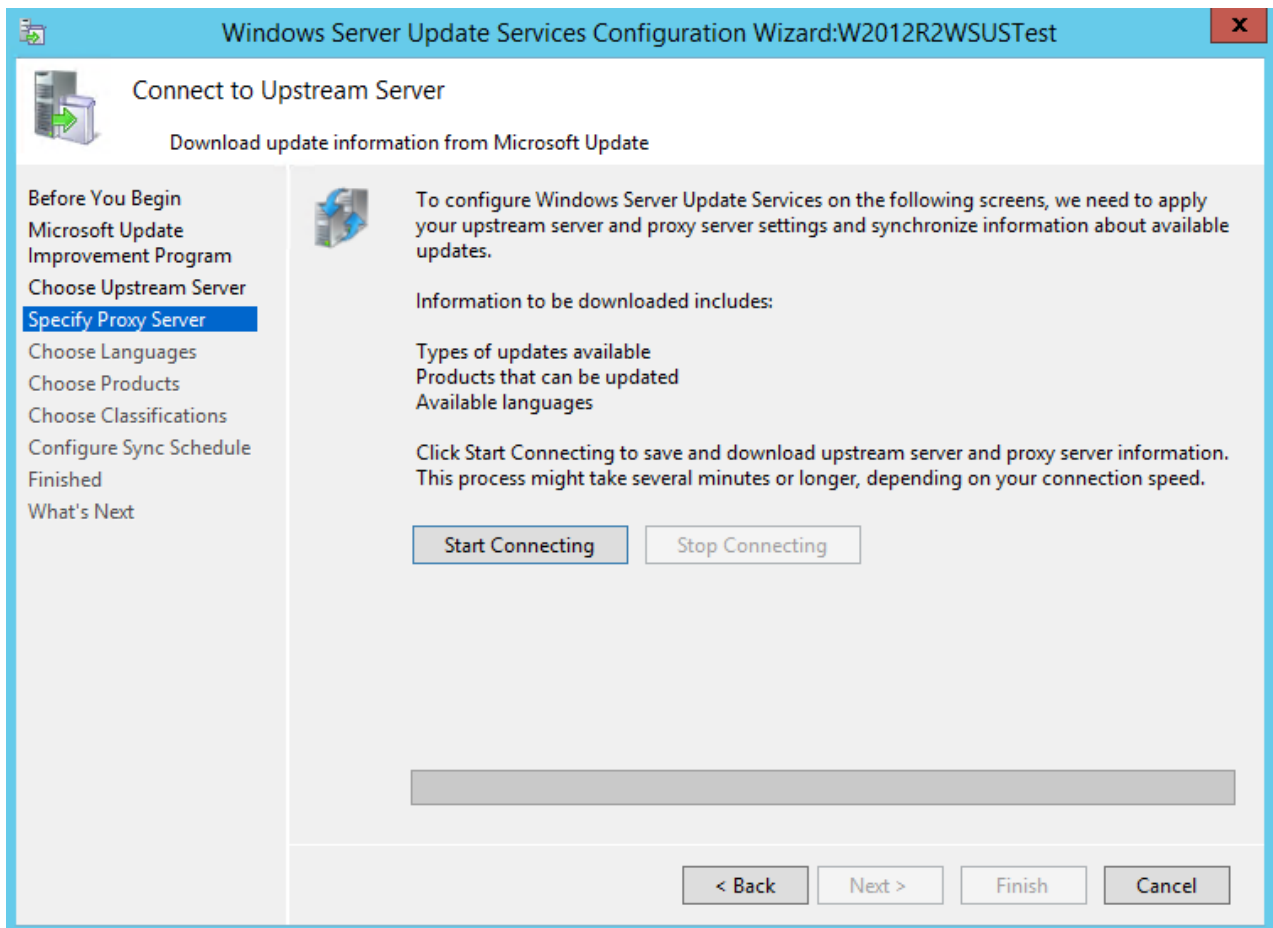 Windows Server Update Services Configuration Wizard:W2012R2WSUSTest
x
Connect to Upstream Server
Download update information from Microsoft Update
Before You Begin
Microsoft Update
Improvement Program
Choose Upstream Server
Specify Proxy Server
Choose Languages
Choose Products
Choose Classifications
Configure Sync Schedule
Finished
What's Next
To configure Windows Server Update Services on the following screens, we need to apply
your upstream server and proxy server settings and synchronize information about available
updates.
Information to be downloaded includes:
Types of updates available
Products that can be updated
Available languages
Click Start Connecting to save and download upstream server and proxy server information.
This process might take several minutes or longer, depending on your connection speed.
Start Connecting
Stop Connecting
< Back
Next >
Finish
Cancel